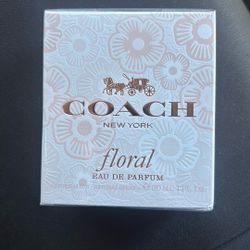 COACH
NEW YORK
floral
EAU DE PARFUM